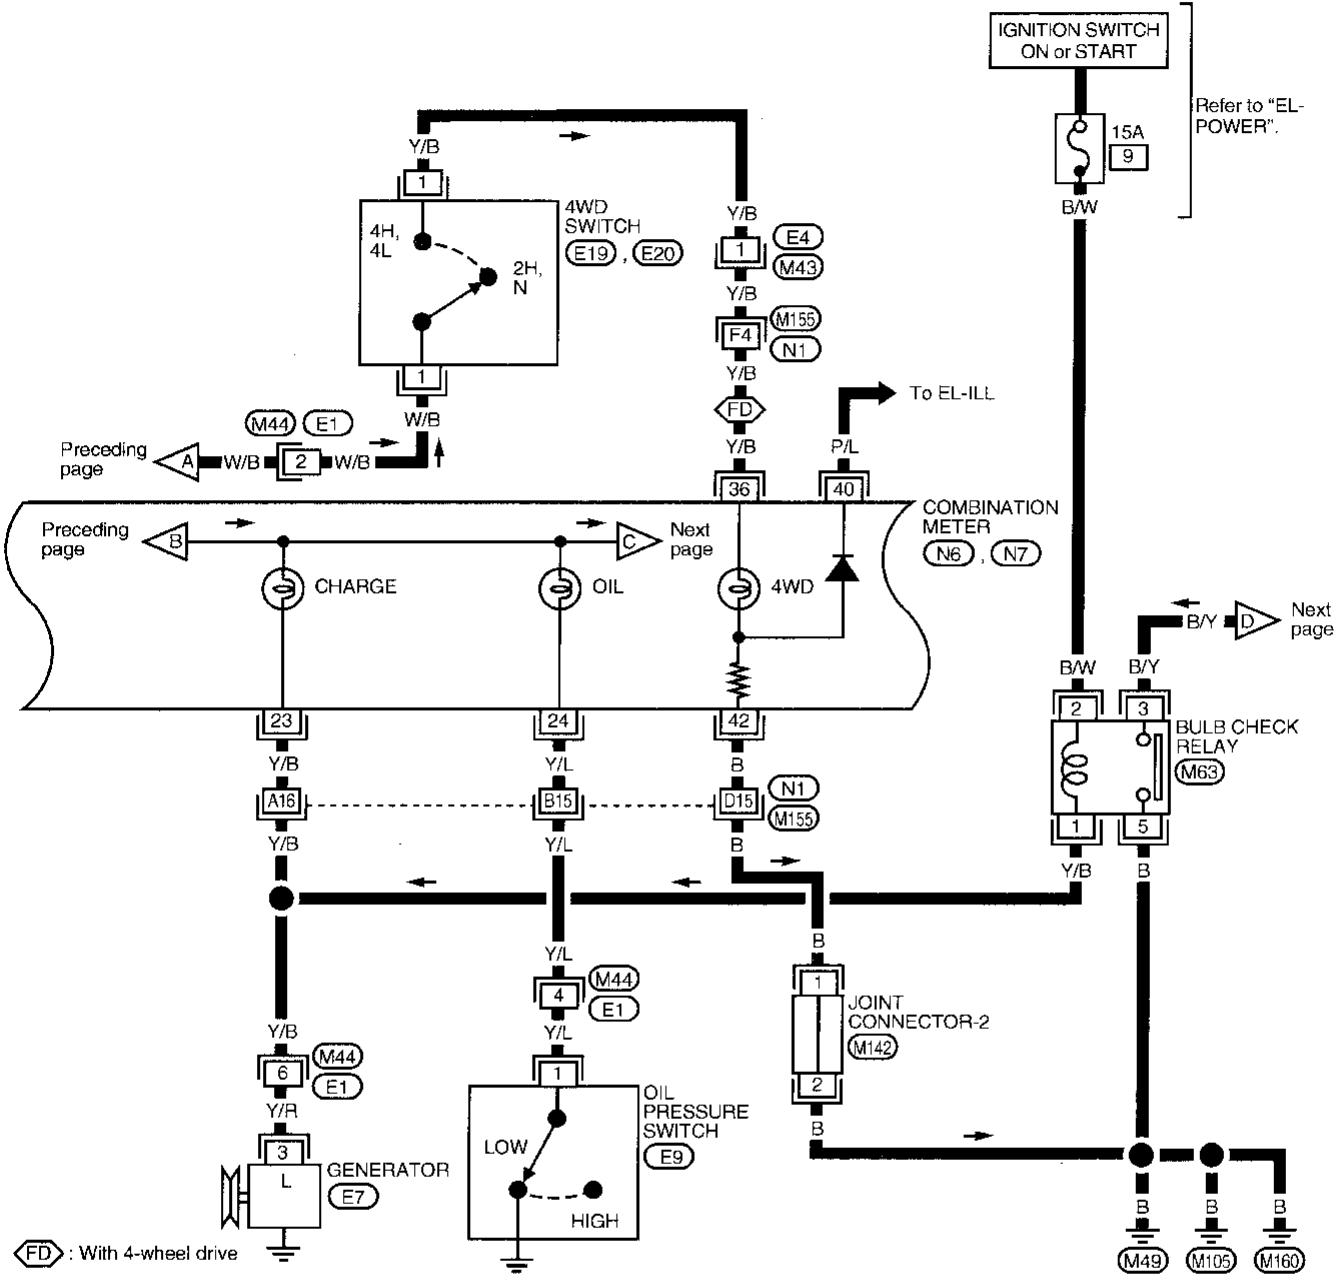 IGNITION SWITCH
ON or START
Refer to "EL-
POWER".
15A
9
B/W
Y/B
1
4WD
SWITCH
E19 , E20
4H,
4L
2H,
N
1
W/B
Y/B
1
E4
M43
Y/B
F4
M155
N1
Y/B
FD
Y/B
To EL-ILL
P/L
M44 E1
Preceding
page
A
W/B
2
W/B
36
40
COMBINATION
METER
N6 , N7
Preceding
page
B
C
Next
page
CHARGE
OIL
4WD
B/Y
D
Next
page
B/W
B/Y
2
3
BULB CHECK
RELAY
M63
1
5
Y/B
B
23
24
42
Y/B
Y/L
B
A16
B15
D15
N1
M155
Y/B
Y/L
B
Y/L
B
4
M44
E1
Y/L
1
JOINT
CONNECTOR-2
M142
2
B
Y/B
6
M44
E1
Y/R
3
L
GENERATOR
E7
1
OIL
PRESSURE
SWITCH
E9
LOW
HIGH
B
B
B
M49
M105
M160
FD : With 4-wheel drive